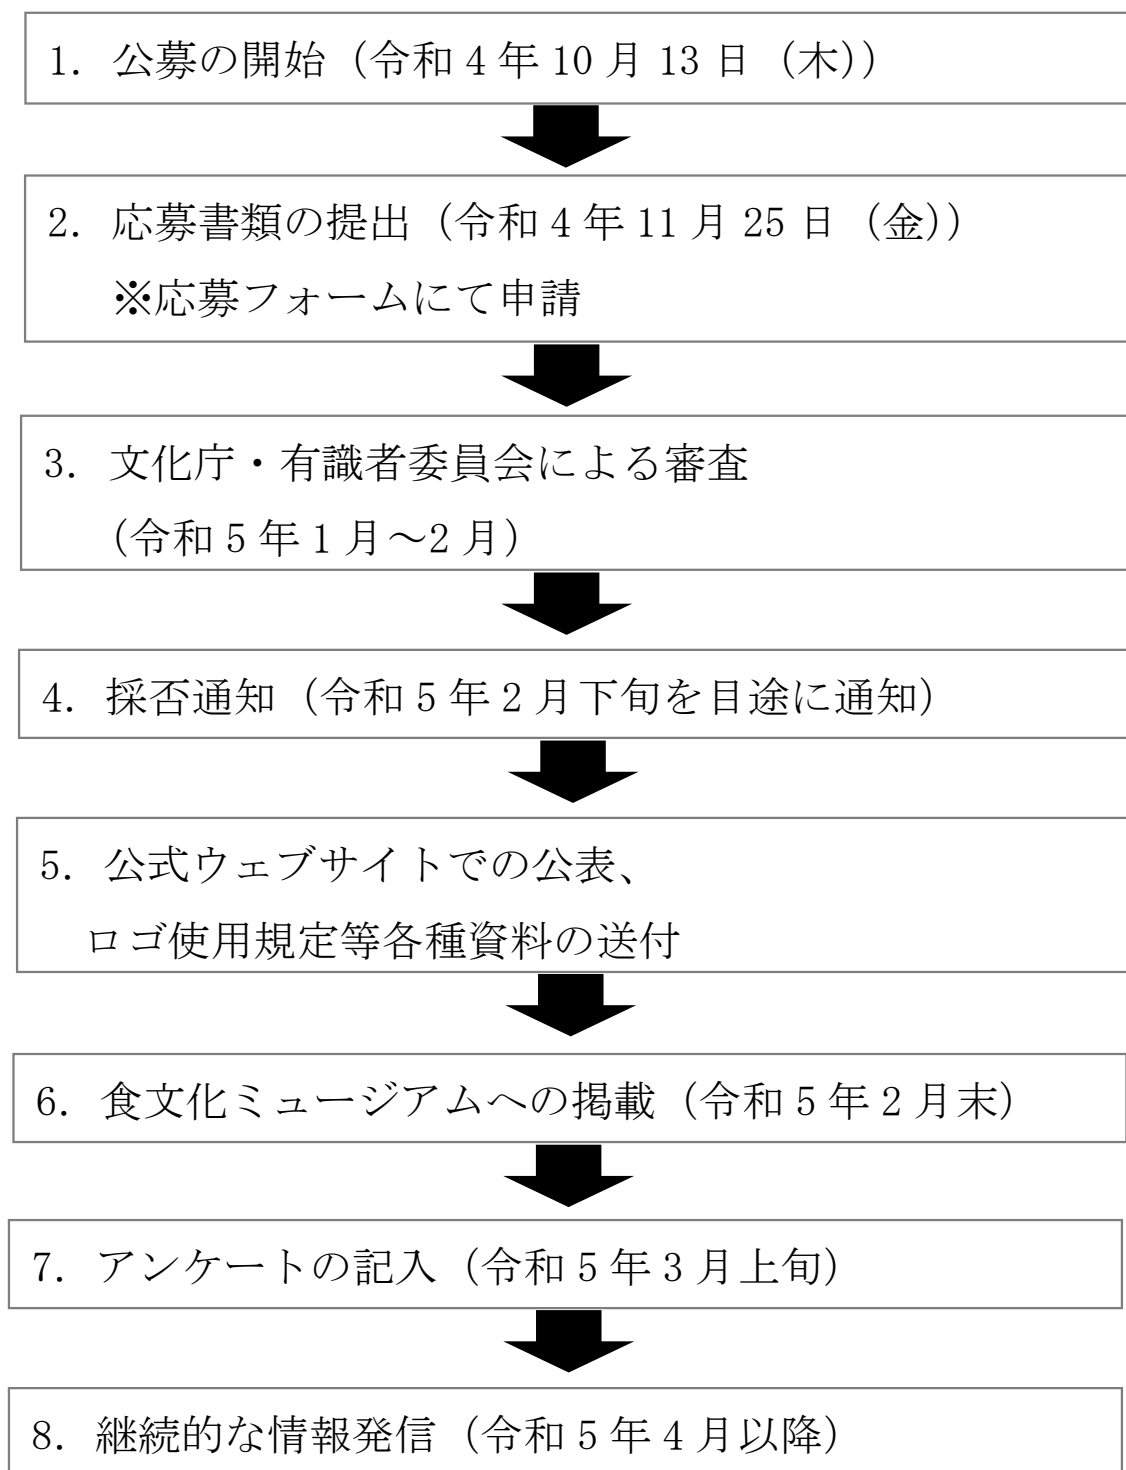 1. 公募の開始（令和4年10月13日（木））
2. 応募書類の提出（令和4年11月25日（金））
※応募フォームにて申請
3. 文化庁・有識者委員会による審査
（令和5年1月～2月）
4. 採否通知（令和5年2月下旬を目途に通知）
5. 公式ウェブサイトでの公表、
ロゴ使用規定等各種資料の送付
6. 食文化ミュージアムへの掲載（令和5年2月末）
7. アンケートの記入（令和5年3月上旬）
8. 継続的な情報発信（令和5年4月以降）